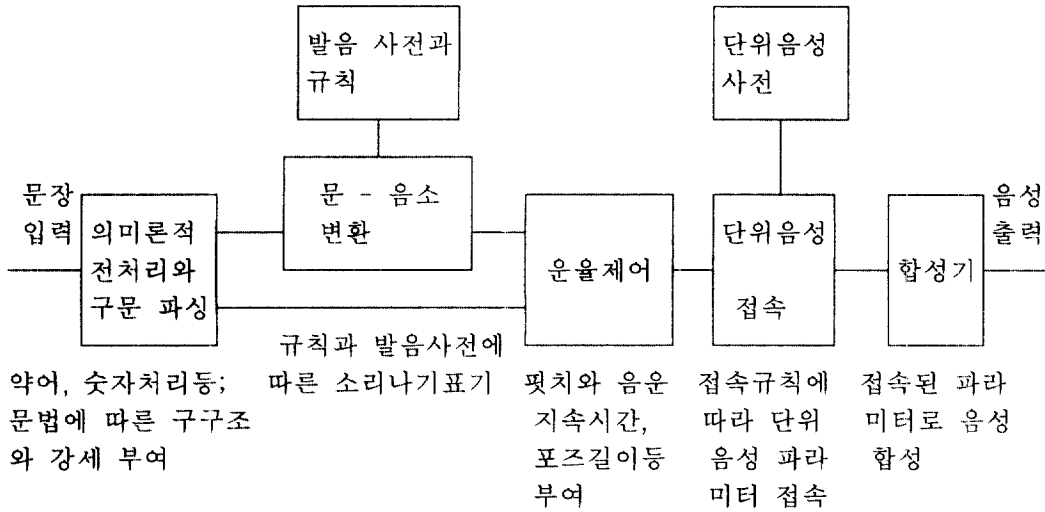 발음 사전과
규칙
단위음성
사전
문장
입력
의미론적
전처리와
구문 파싱
문 - 음소
변환
운율제어
단위음성
접속
합성기
음성
출력
약어, 숫자처리등;
문법에 따른 구구조
와 강세 부여
규칙과 발음사전에
따른 소리나기표기
핏치와 음운
지속시간,
포즈길이등
부여
접속규칙에
따라 단위
음성 파라
미터 접속
접속된 파라
미터로 음성
합성